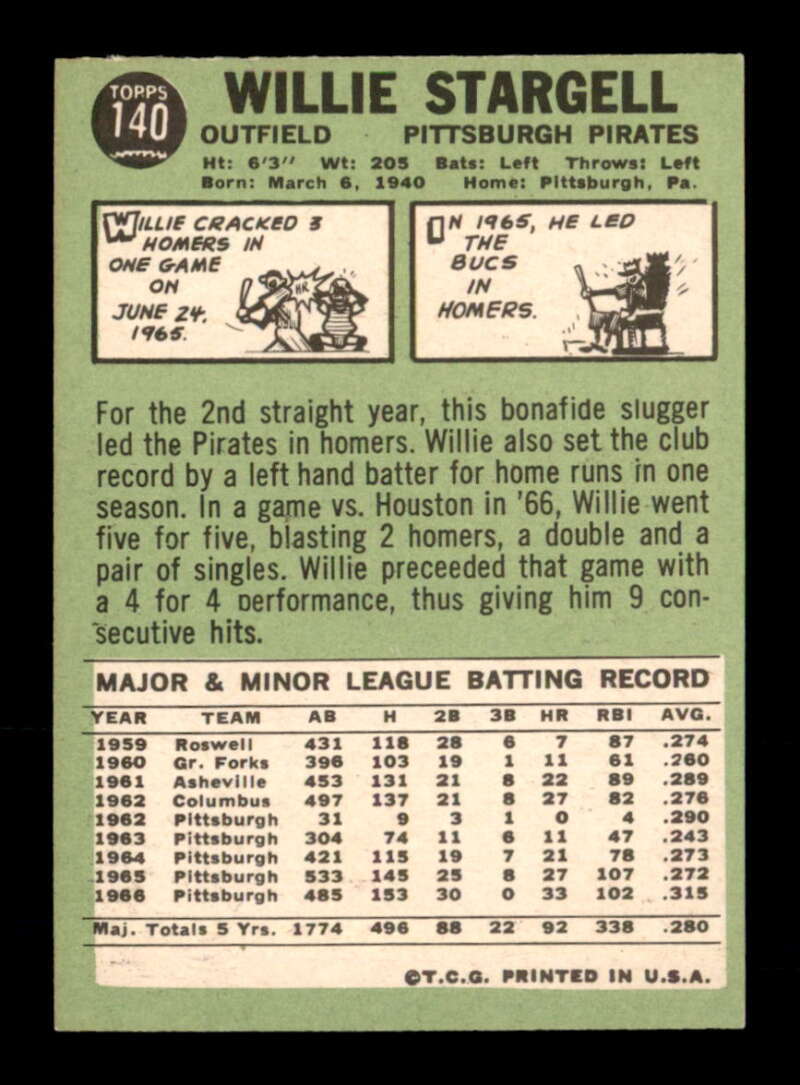 TOPPS
140
WILLIE STARGELL
OUTFIELD PITTSBURGH PIRATES
Ht: 6'3" Wt: 205 Bats: Left Throws: Left
Born: March 6, 1940 Home: Pittsburgh, Pa.
WILLIE CRACKED 3
HOMERS IN
ONE GAME
ON
JUNE 24,
1965.
HR
ON 1965, HE LED
THE
BUCS
IN
HOMERS.
For the 2nd straight year, this bonafide slugger
led the Pirates in homers. Willie also set the club
record by a left hand batter for home runs in one
season. In a game vs. Houston in '66, Willie went
five for five, blasting 2 homers, a double and a
pair of singles. Willie preceeded that game with
a 4 for 4 performance, thus giving him 9 con-
secutive hits.
MAJOR & MINOR LEAGUE BATTING RECORD
YEAR TEAM AB H 2B 3B HR RBI AVG.
1959 Roswell 431 118 28 6 7 87 .274
1960 Gr. Forks 396 103 19 1 11 61 .260
1961 Asheville 453 131 21 8 22 89 .289
1962 Columbus 497 137 21 8 27 82 .276
1962 Pittsburgh 31 9 3 1 0 4 .290
1963 Pittsburgh 304 74 11 6 11 47 .243
1964 Pittsburgh 421 115 19 7 21 78 .273
1965 Pittsburgh 533 145 25 8 27 107 .272
1966 Pittsburgh 485 153 30 0 33 102 .315
Maj. Totals 5 Yrs. 1774 496 88 22 92 338 .280
©T.C.G. PRINTED IN U.S.A.